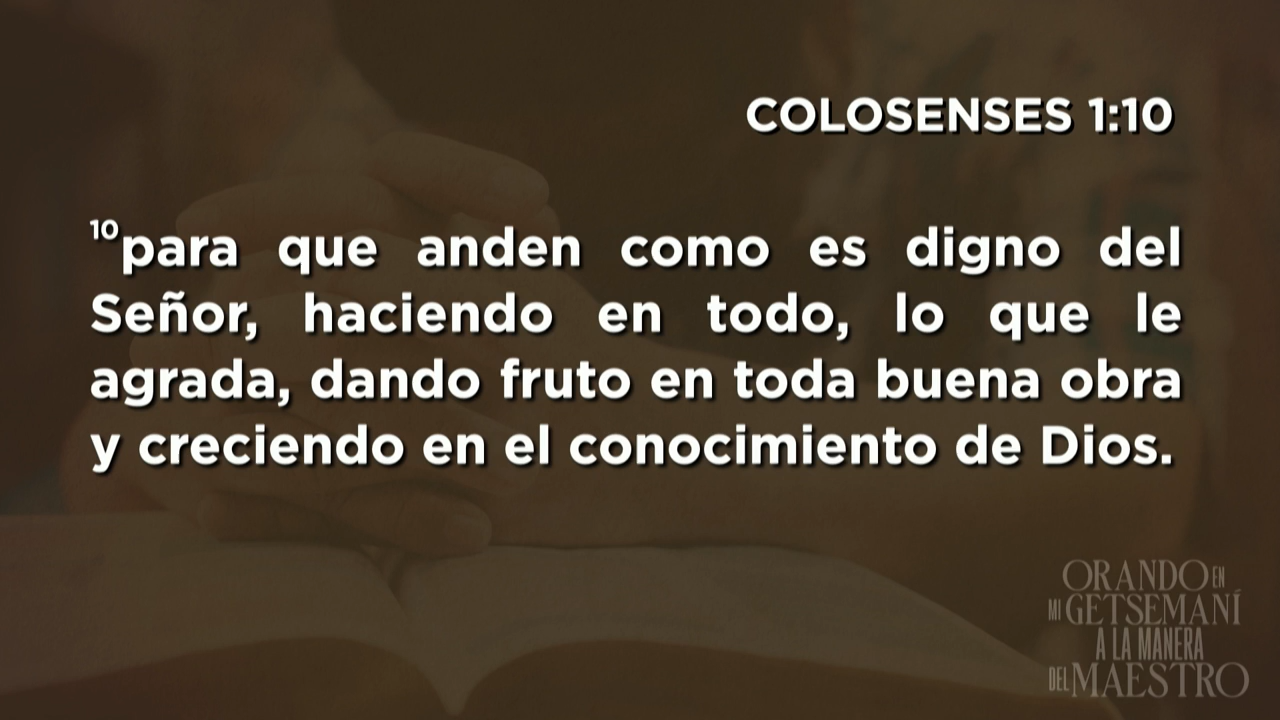 COLOSENSES 1:10
¹⁰para que anden como es digno del
Señor, haciendo en todo, lo que le
agrada, dando fruto en toda buena obra
y creciendo en el conocimiento de Dios.
ORANDO EN
MI GETSEMANÍ
A LA MANERA
DEL MAESTRO